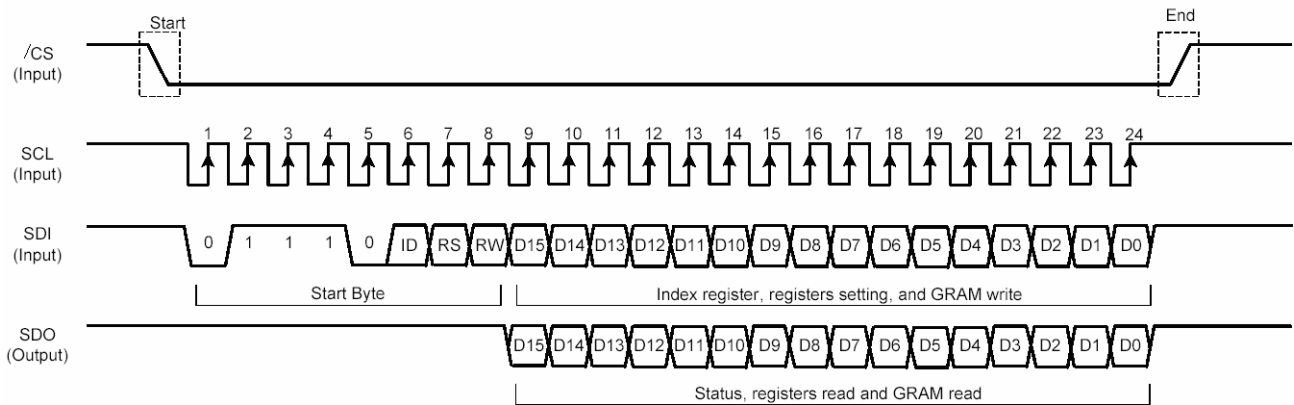 Start
End
/CS
(Input)
1 2 3 4 5 6 7 8 9 10 11 12 13 14 15 16 17 18 19 20 21 22 23 24
SCL
(Input)
SDI
(Input)
0 1 1 1 0 ID RS RW D15 D14 D13 D12 D11 D10 D9 D8 D7 D6 D5 D4 D3 D2 D1 D0
Start Byte
Index register, registers setting, and GRAM write
SDO
(Output)
D15 D14 D13 D12 D11 D10 D9 D8 D7 D6 D5 D4 D3 D2 D1 D0
Status, registers read and GRAM read